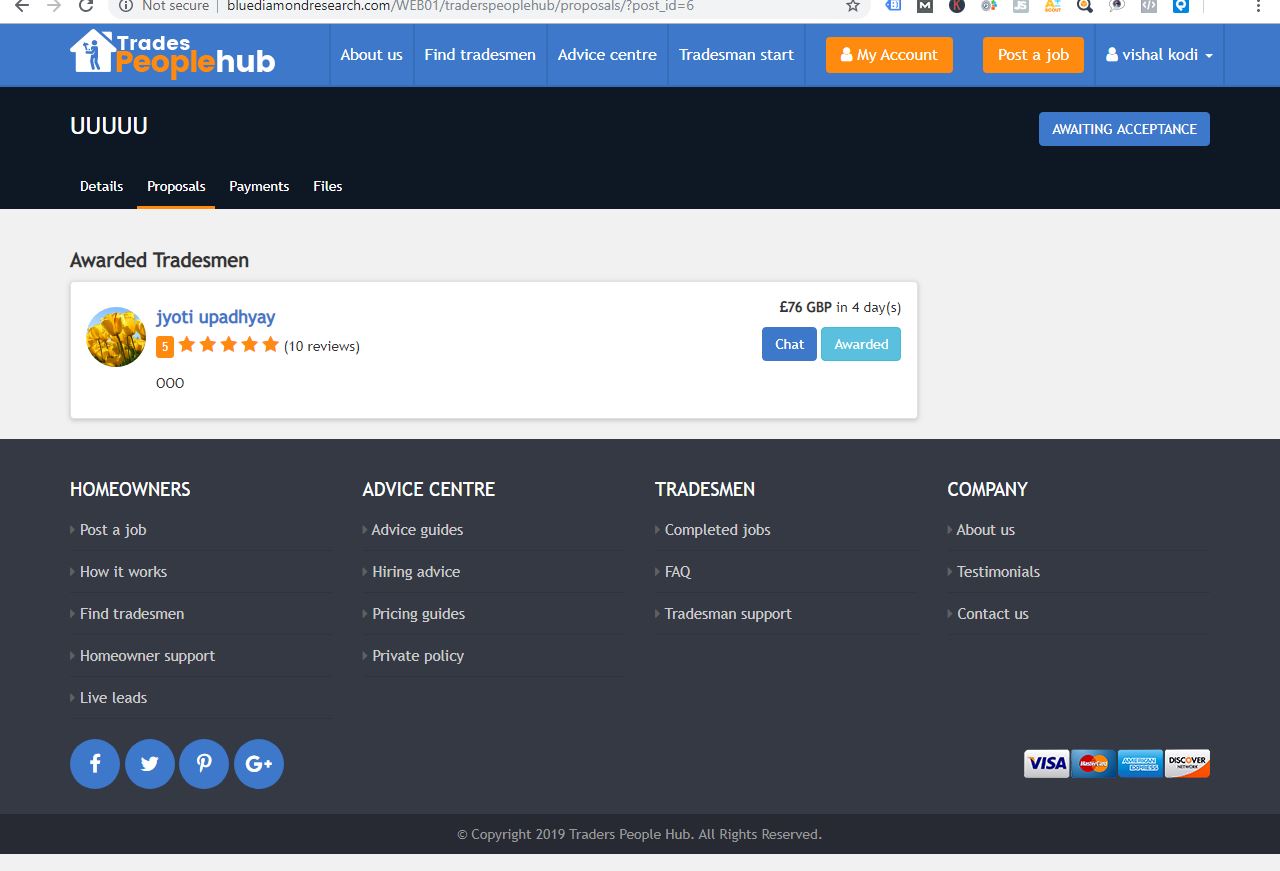 Not secure | bluediamondresearch.com/WEB01/traderspeoplehub/proposals/?post_id=6
Trades
Peoplehub
About us
Find tradesmen
Advice centre
Tradesman start
My Account
Post a job
vishal kodi
UUUUU
AWAITING ACCEPTANCE
Details
Proposals
Payments
Files
Awarded Tradesmen
jyoti upadhyay
£76 GBP in 4 day(s)
5 (10 reviews)
Chat
Awarded
OOO
HOMEOWNERS
Post a job
How it works
Find tradesmen
Homeowner support
Live leads
ADVICE CENTRE
Advice guides
Hiring advice
Pricing guides
Private policy
TRADESMEN
Completed jobs
FAQ
Tradesman support
COMPANY
About us
Testimonials
Contact us
G+
VISA
MasterCard
AMERICAN EXPRESS
DISCOVER
NETWORK
© Copyright 2019 Traders People Hub. All Rights Reserved.